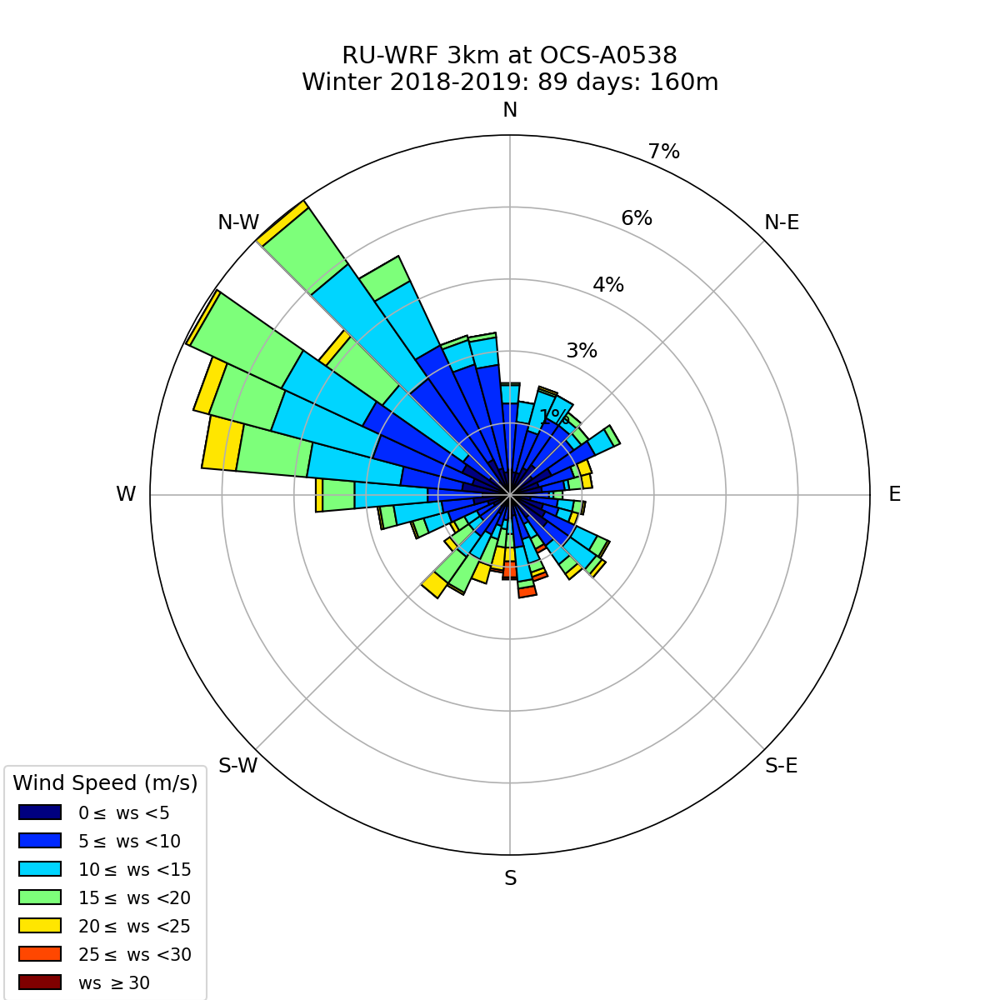 RU-WRF 3km at OCS-A0538
Winter 2018-2019: 89 days: 160m
N
7%
N-W
6%
N-E
4%
3%
1%
W
E
S-W
S-E
S
Wind Speed (m/s)
0≤ ws <5
5≤ ws <10
10≤ ws <15
15≤ ws <20
20≤ ws <25
25≤ ws <30
ws ≥30